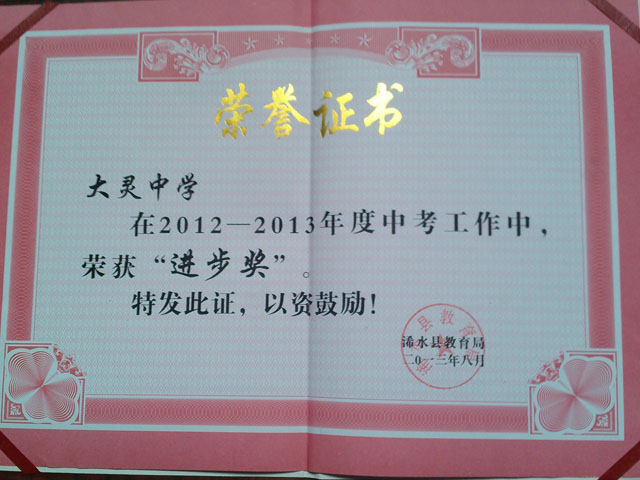 荣誉证书
大灵中学
在2012—2013年度中考工作中，
荣获“进步奖”。
特发此证，以资鼓励！
浠水县教育局
二〇一三年八月